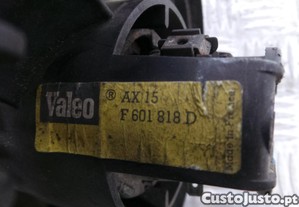 Valeo
® AX 15
F 601 818 D
CustoJusto.pt